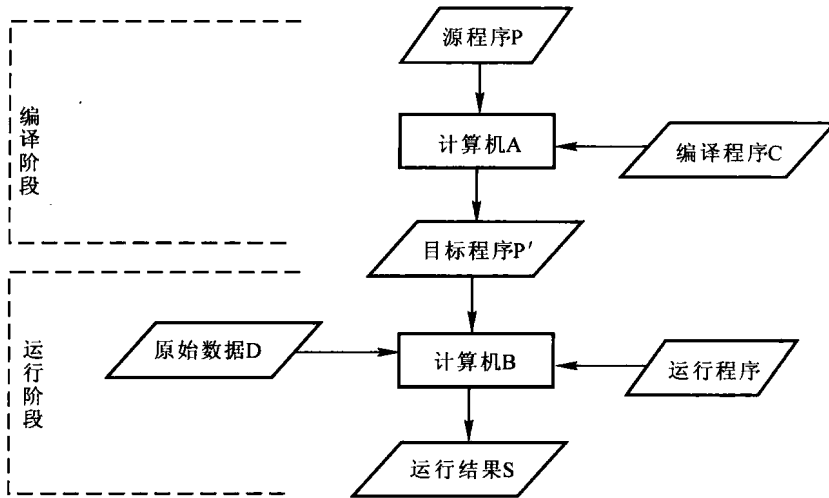 源程序P
编译阶段
计算机A
编译程序C
目标程序P′
运行阶段
原始数据D
计算机B
运行程序
运行结果S